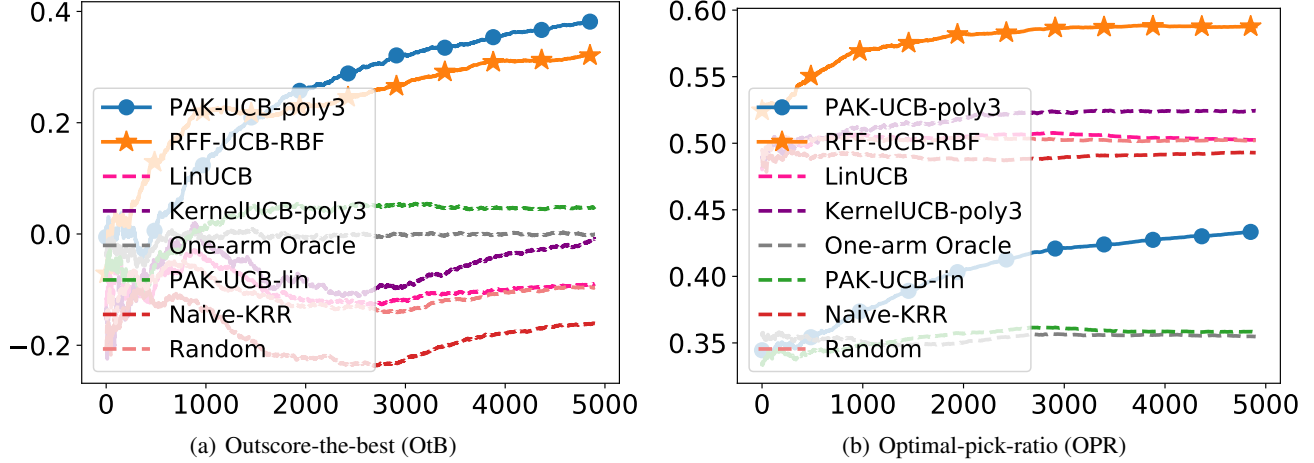 0.4
0.2
0.0
−0.2
PAK-UCB-poly3
RFF-UCB-RBF
LinUCB
KernelUCB-poly3
One-arm Oracle
PAK-UCB-lin
Naive-KRR
Random
0 1000 2000 3000 4000 5000
(a) Outscore-the-best (OtB)
0.60
0.55
0.50
0.45
0.40
0.35
PAK-UCB-poly3
RFF-UCB-RBF
LinUCB
KernelUCB-poly3
One-arm Oracle
PAK-UCB-lin
Naive-KRR
Random
0 1000 2000 3000 4000 5000
(b) Optimal-pick-ratio (OPR)